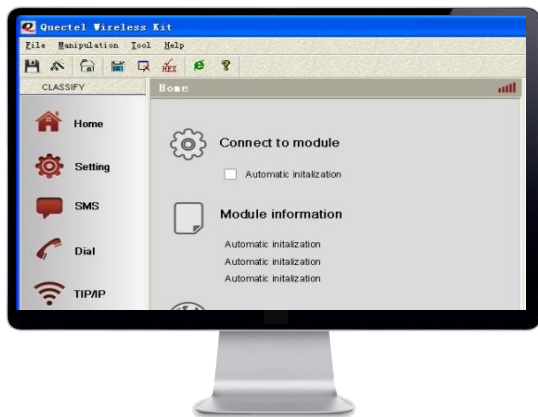 Quectel Wireless Kit
File Manipulation Tool Help
HEX
CLASSIFY
Home
Home
Setting
SMS
Dial
TIP/IP
Connect to module
Automatic initalization
Module information
Automatic initalization
Automatic initalization
Automatic initalization